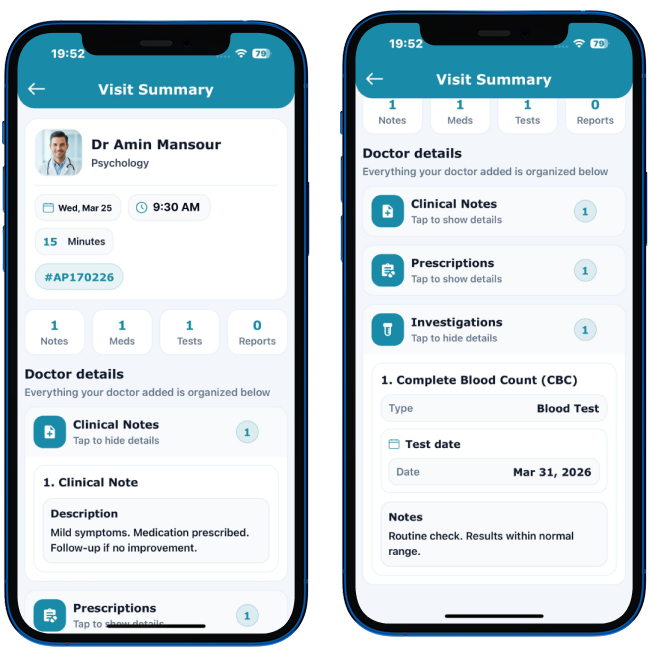 19:52
79
Visit Summary
Dr Amin Mansour
Psychology
Wed, Mar 25
9:30 AM
15 Minutes
#AP170226
1
Notes
1
Meds
1
Tests
0
Reports
Doctor details
Everything your doctor added is organized below
Clinical Notes
Tap to hide details
1
1. Clinical Note
Description
Mild symptoms. Medication prescribed.
Follow-up if no improvement.
Prescriptions
Tap to show details
1
19:52
79
Visit Summary
1
Notes
1
Meds
1
Tests
0
Reports
Doctor details
Everything your doctor added is organized below
Clinical Notes
Tap to show details
1
Prescriptions
Tap to show details
1
Investigations
Tap to hide details
1
1. Complete Blood Count (CBC)
Type
Blood Test
Test date
Date
Mar 31, 2026
Notes
Routine check. Results within normal
range.